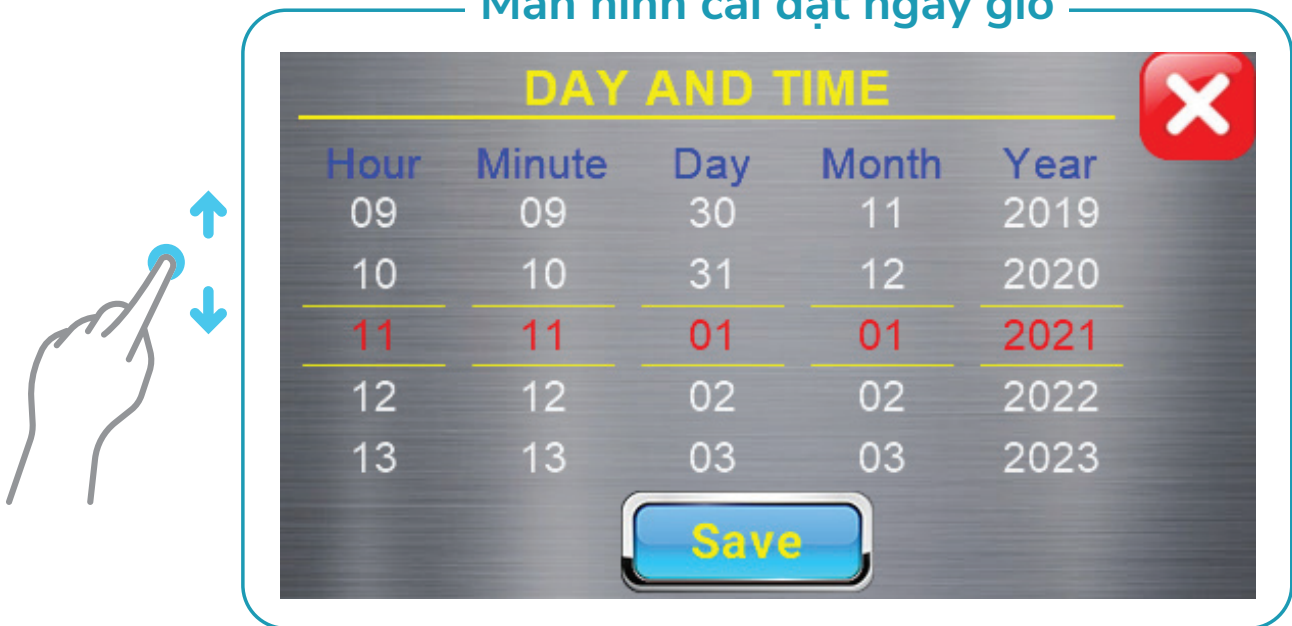 Màn hình cài đặt ngày giờ
DAY AND TIME
Hour Minute Day Month Year
09 09 30 11 2019
10 10 31 12 2020
11 11 01 01 2021
12 12 02 02 2022
13 13 03 03 2023
Save